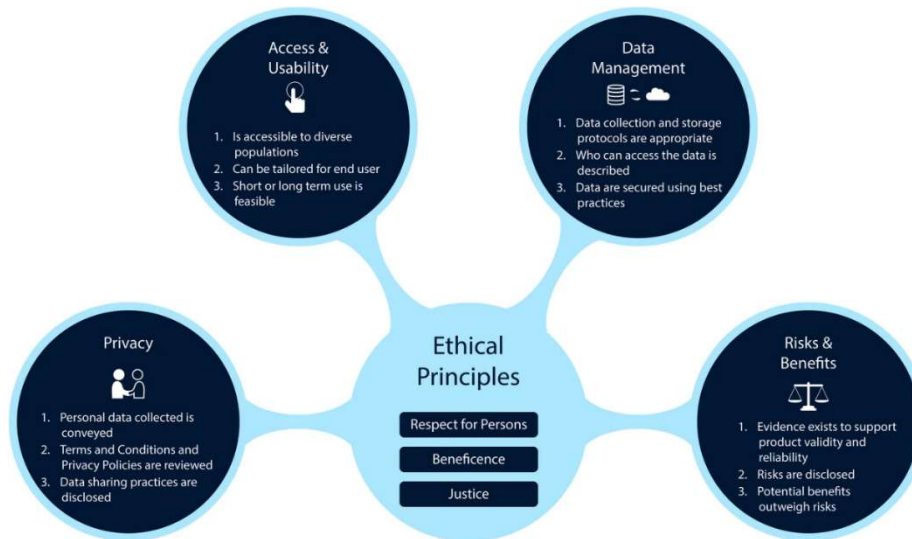 Access &
Usability
1. Is accessible to diverse
populations
2. Can be tailored for end user
3. Short or long term use is
feasible
Data
Management
1. Data collection and storage
protocols are appropriate
2. Who can access the data is
described
3. Data are secured using best
practices
Privacy
1. Personal data collected is
conveyed
2. Terms and Conditions and
Privacy Policies are reviewed
3. Data sharing practices are
disclosed
Ethical
Principles
Respect for Persons
Beneficence
Justice
Risks &
Benefits
1. Evidence exists to support
product validity and
reliability
2. Risks are disclosed
3. Potential benefits
outweigh risks